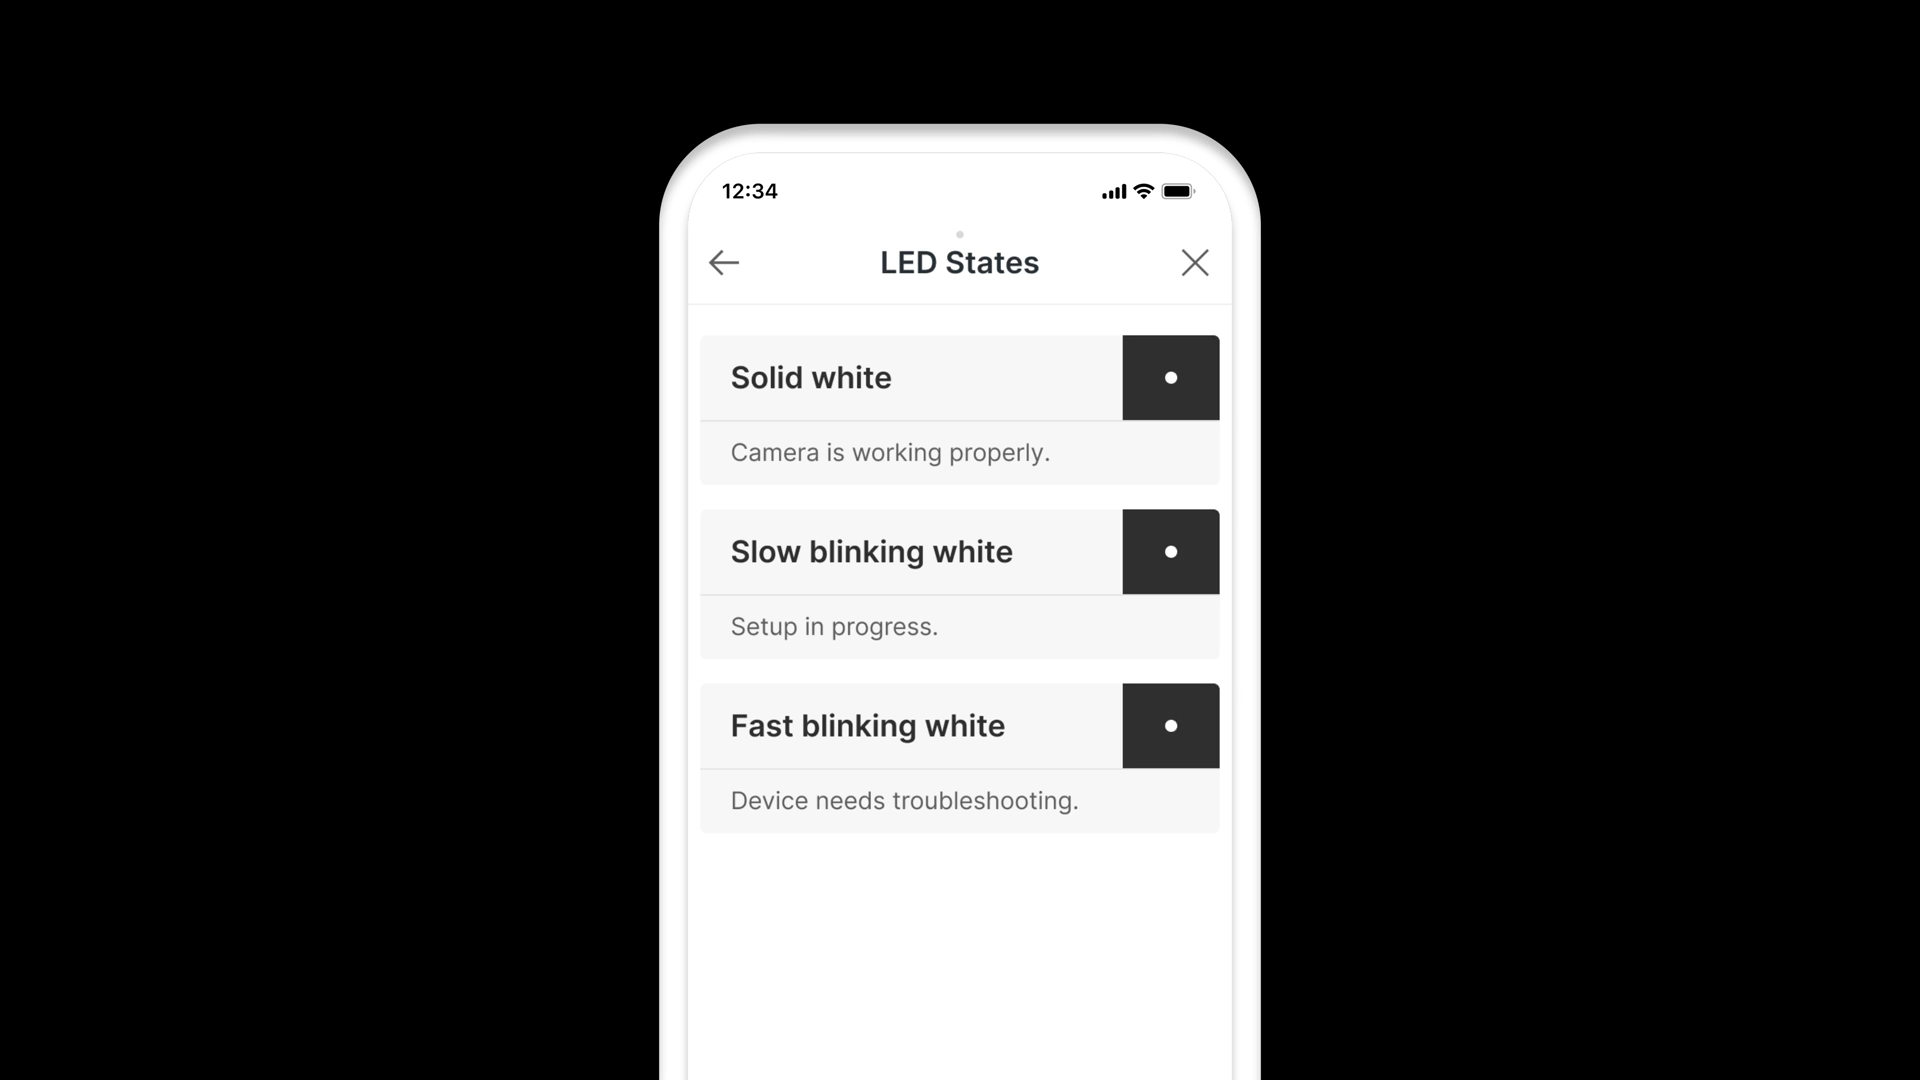 12:34
LED States
Solid white
Camera is working properly.
Slow blinking white
Setup in progress.
Fast blinking white
Device needs troubleshooting.